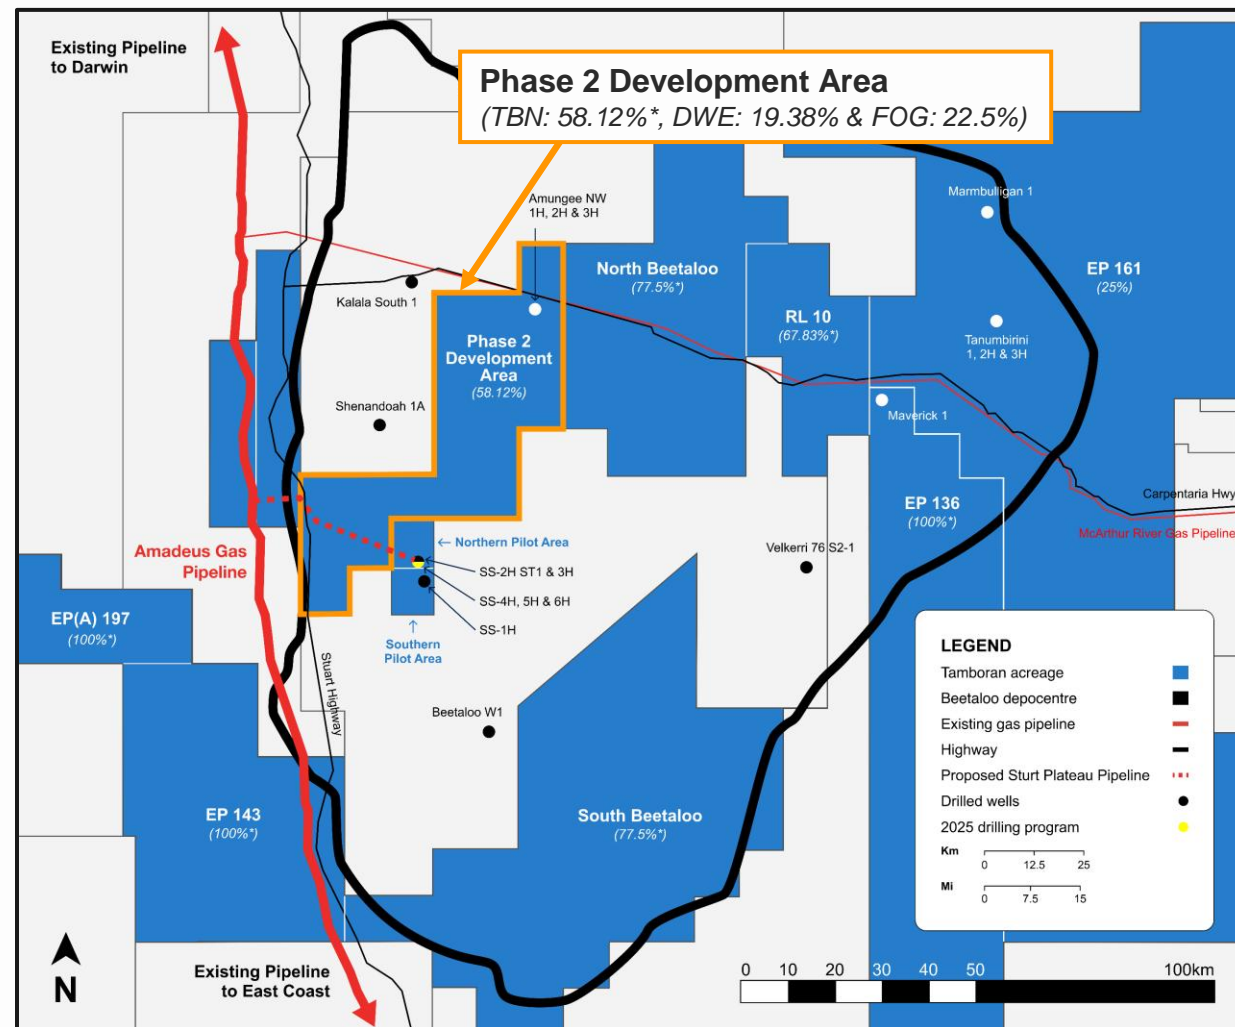 Existing Pipeline
to Darwin
Phase 2 Development Area
(TBN: 58.12%*, DWE: 19.38% & FOG: 22.5%)
Amungee NW
1H, 2H & 3H
Marmbulligan 1
North Beetaloo
(77.5%*)
EP 161
(25%)
Kalala South 1
RL 10
(67.83%*)
Phase 2
Development
Area
(58.12%)
Tanumbirini
1, 2H & 3H
Shenandoah 1A
Maverick 1
Carpentaria Hwy
EP 136
(100%*)
McArthur River Gas Pipeline
Amadeus Gas
Pipeline
Northern Pilot Area
Velkerri 76 S2-1
SS-2H ST1 & 3H
SS-4H, 5H & 6H
SS-1H
EP(A) 197
(100%*)
Southern
Pilot Area
Stuart Highway
Beetaloo W1
EP 143
(100%*)
South Beetaloo
(77.5%*)
LEGEND
Tamboran acreage
Beetaloo depocentre
Existing gas pipeline
Highway
Proposed Sturt Plateau Pipeline
Drilled wells
2025 drilling program
Km
0 12.5 25
Mi
0 7.5 15
N
Existing Pipeline
to East Coast
0 10 20 30 40 50 100km